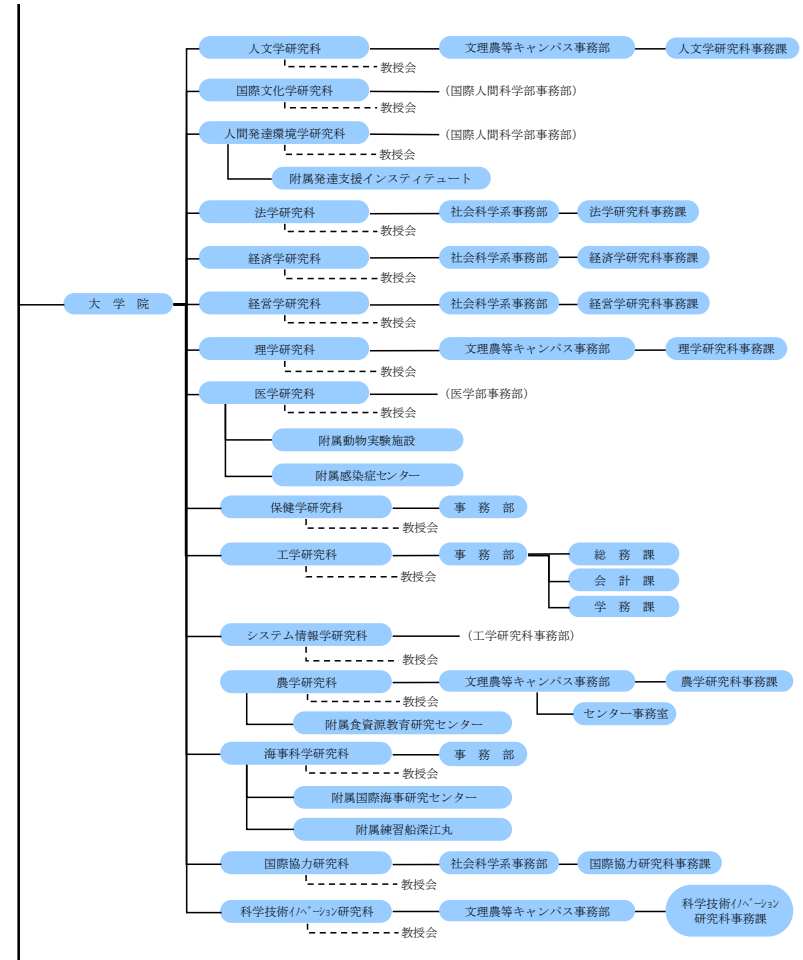 人文学研究科 文理農等キャンパス事務部 人文学研究科事務課
教授会
国際文化学研究科 （国際人間科学部事務部）
教授会
人間発達環境学研究科 （国際人間科学部事務部）
教授会
附属発達支援インスティテュート
法学研究科 社会科学系事務部 法学研究科事務課
教授会
経済学研究科 社会科学系事務部 経済学研究科事務課
教授会
大　学　院 経営学研究科 社会科学系事務部 経営学研究科事務課
教授会
理学研究科 文理農等キャンパス事務部 理学研究科事務課
教授会
医学研究科 （医学部事務部）
教授会
附属動物実験施設
附属感染症センター
保健学研究科 事　務　部
教授会
工学研究科 事　務　部 総　務　課
教授会 会　計　課
学　務　課
システム情報学研究科 （工学研究科事務部）
教授会
農学研究科 文理農等キャンパス事務部 農学研究科事務課
教授会
センター事務室
附属食資源教育研究センター
海事科学研究科 事　務　部
教授会
附属国際海事研究センター
附属練習船深江丸
国際協力研究科 社会科学系事務部 国際協力研究科事務課
教授会
科学技術ｲﾉﾍﾞｰｼｮﾝ研究科 文理農等キャンパス事務部 科学技術ｲﾉﾍﾞｰｼｮﾝ
研究科事務課
教授会